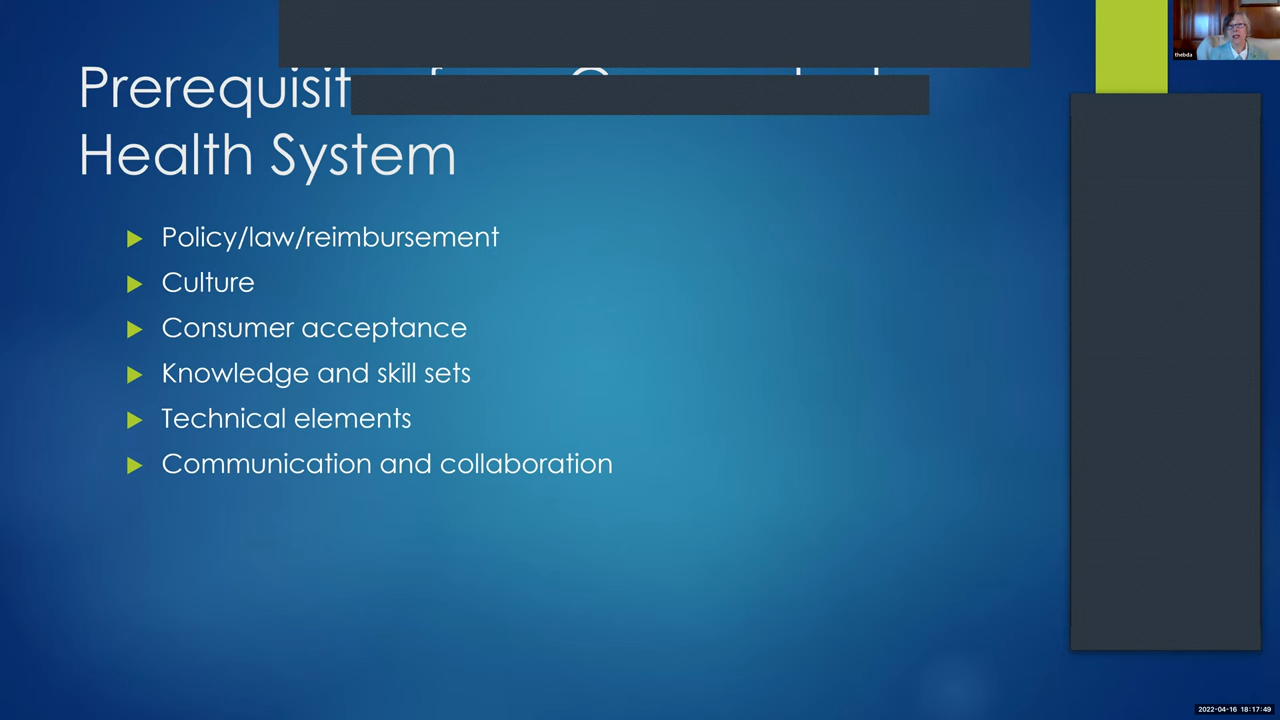 Prerequisit
Health System
Policy/law/reimbursement
Culture
Consumer acceptance
Knowledge and skill sets
Technical elements
Communication and collaboration
thebda
2022-04-16 18:17:49